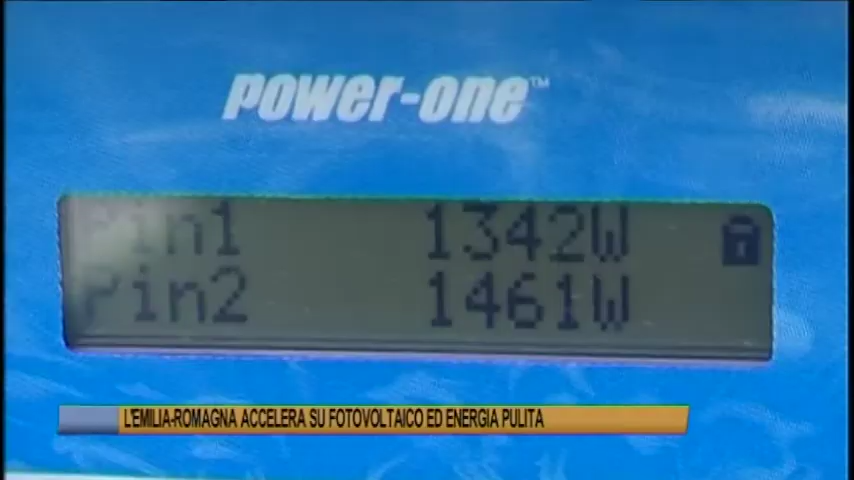 power-one™
Pin1 1342W
Pin2 1461W
L'EMILIA-ROMAGNA ACCELERA SU FOTOVOLTAICO ED ENERGIA PULITA